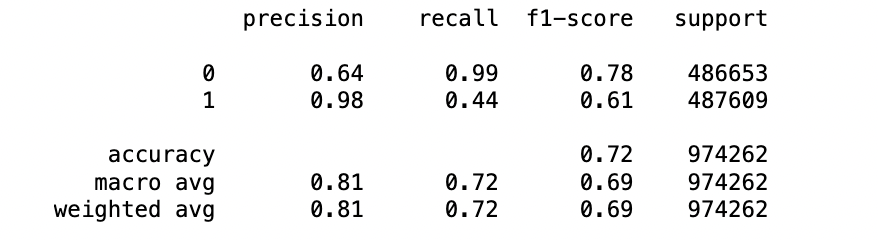 precision recall f1-score support
0 0.64 0.99 0.78 486653
1 0.98 0.44 0.61 487609
accuracy 0.72 974262
macro avg 0.81 0.72 0.69 974262
weighted avg 0.81 0.72 0.69 974262